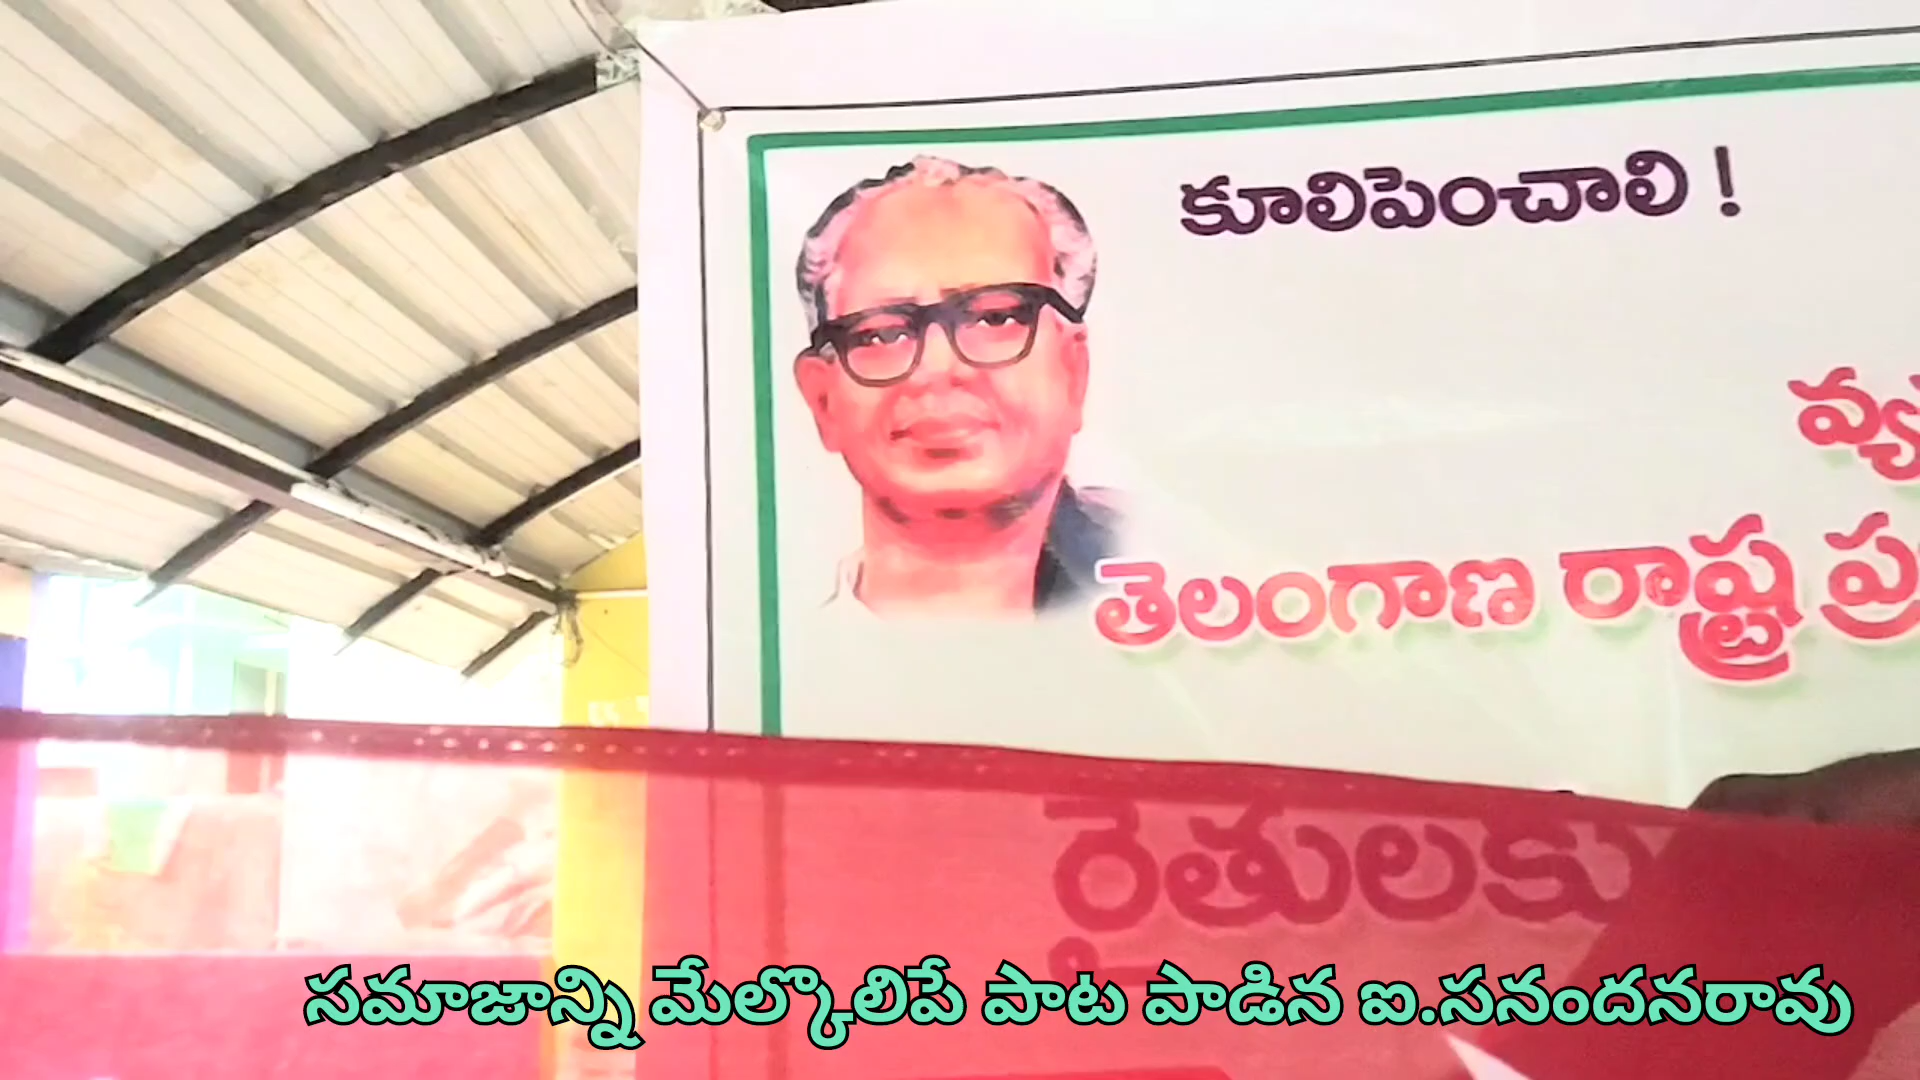 కూలిపెంచాలి !
తెలంగాణ రాష్ట్ర
రైతులకు
సమాజాన్ని మేల్కొలిపే పాట పాడిన ఐ.సనందనరావు